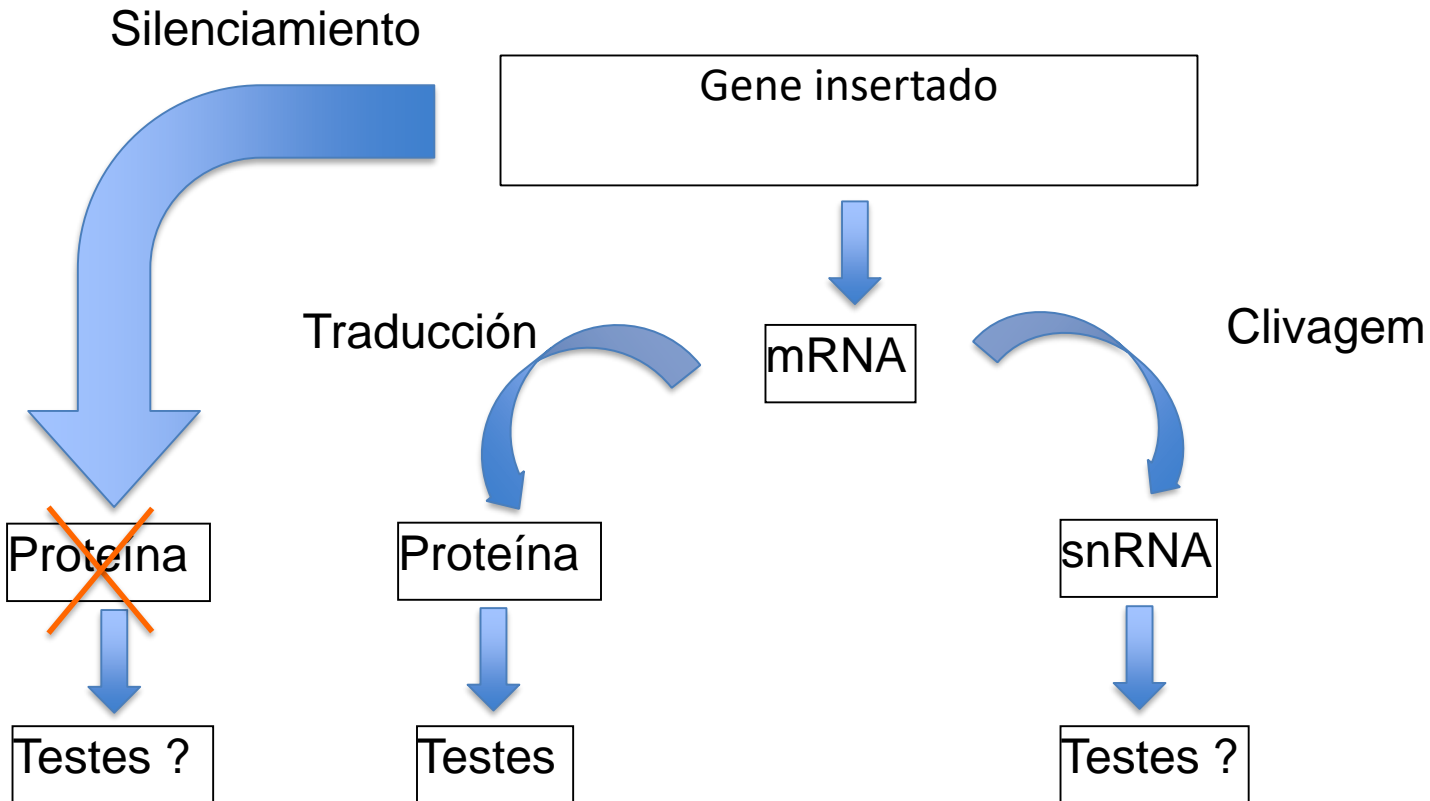 Silenciamiento
Gene insertado
Traducción
mRNA
Clivagem
Proteína
Proteína
snRNA
Testes ?
Testes
Testes ?